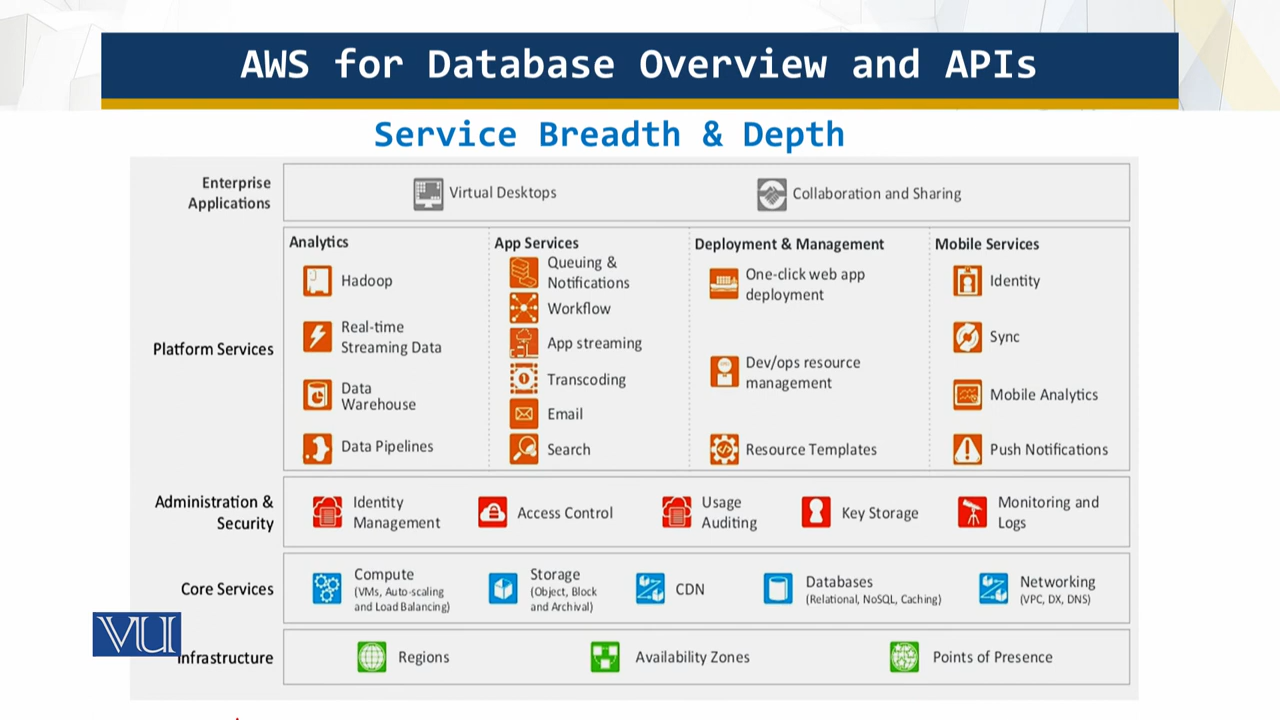 AWS for Database Overview and APIs
Service Breadth & Depth
Enterprise
Applications
Virtual Desktops
Collaboration and Sharing
Platform Services
Analytics
Hadoop
Real-time
Streaming Data
Data
Warehouse
Data Pipelines
App Services
Queuing &
Notifications
Workflow
App streaming
Transcoding
Email
Search
Deployment & Management
One-click web app
deployment
Dev/ops resource
management
Resource Templates
Mobile Services
Identity
Sync
Mobile Analytics
Push Notifications
Administration &
Security
Identity
Management
Access Control
Usage
Auditing
Key Storage
Monitoring and
Logs
Core Services
Compute
(VMs, Auto-scaling
and Load Balancing)
Storage
(Object, Block
and Archival)
CDN
Databases
(Relational, NoSQL, Caching)
Networking
(VPC, DX, DNS)
VU
Infrastructure
Regions
Availability Zones
Points of Presence